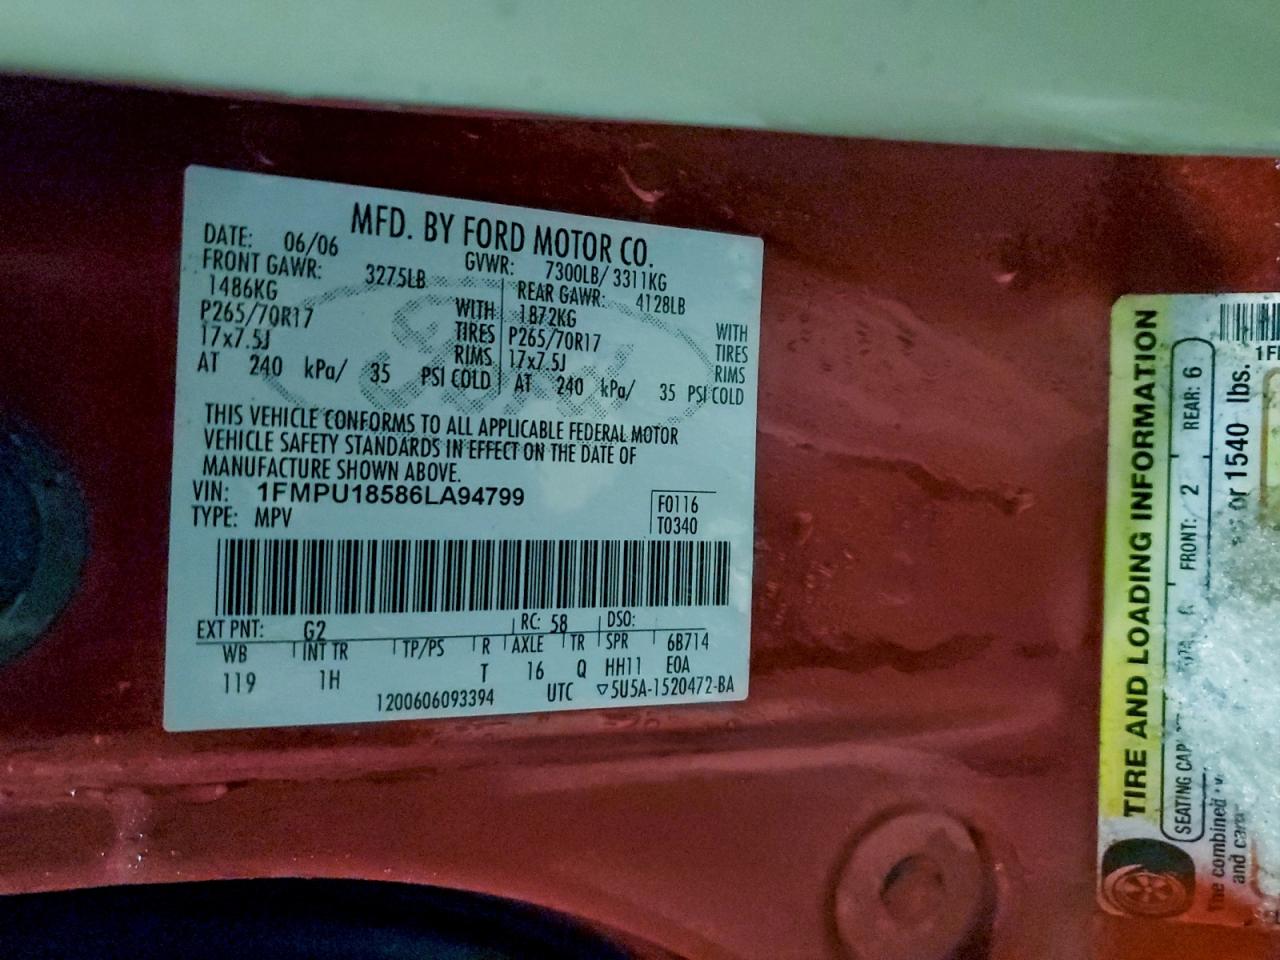 MFD. BY FORD MOTOR CO.
DATE: 06/06 GVWR: 7300LB/ 3311KG
FRONT GAWR: 3275LB REAR GAWR: 4128LB
1486KG WITH 1872KG WITH
P265/70R17 TIRES P265/70R17 TIRES
17x7.5J RIMS 17x7.5J RIMS
AT 240 kPa/ 35 PSI COLD AT 240 kPa/ 35 PSI COLD
THIS VEHICLE CONFORMS TO ALL APPLICABLE FEDERAL MOTOR
VEHICLE SAFETY STANDARDS IN EFFECT ON THE DATE OF
MANUFACTURE SHOWN ABOVE.
VIN: 1FMPU18586LA94799
TYPE: MPV
F0116
T0340
EXT PNT: G2 RC: 58 DSO:
WB INT TR TP/PS R AXLE TR SPR 6B714
119 1H T 16 Q HH11 E0A
1200606093394 UTC ▽5U5A-1520472-BA
TIRE AND LOADING INFORMATION
SEATING CAP FRONT: 2 REAR: 6
The combined or 1540 lbs.
and